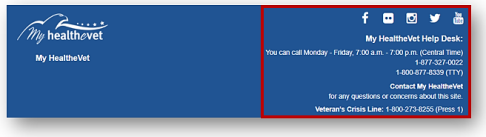 My healthevet
My HealtheVet
f
You Tube
My HealtheVet Help Desk:
You can call Monday - Friday, 7:00 a.m. - 7:00 p.m. (Central Time)
1-877-327-0022
1-800-877-8339 (TTY)
Contact My HealtheVet
for any questions or concerns about this site.
Veteran's Crisis Line: 1-800-273-8255 (Press 1)